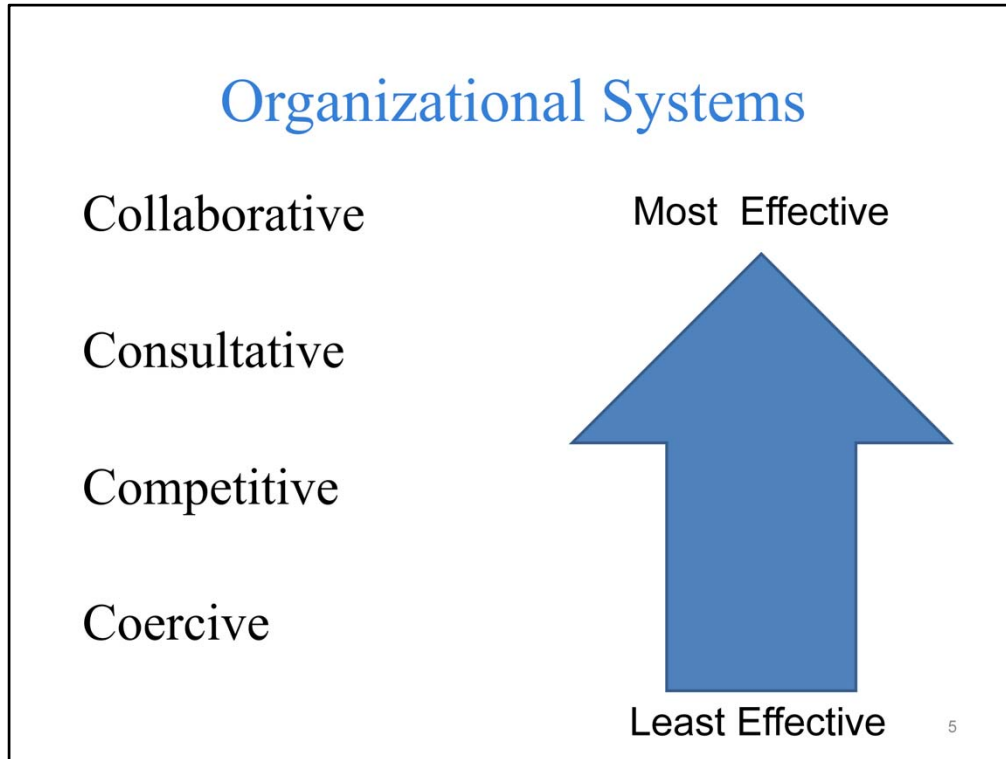 Organizational Systems
Collaborative
Most Effective
Consultative
Competitive
Coercive
Least Effective
5